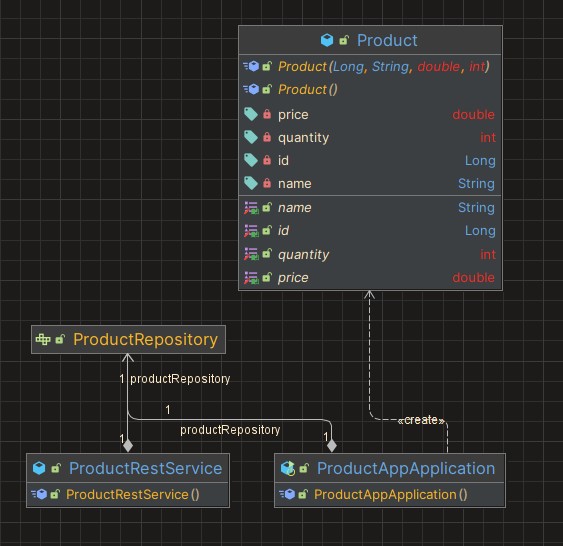 Product
Product(Long, String, double, int)
Product()
price double
quantity int
id Long
name String
name String
id Long
quantity int
price double
ProductRepository
1 productRepository
1
productRepository
«create»
1
1
ProductRestService
ProductAppApplication
ProductRestService()
ProductAppApplication()